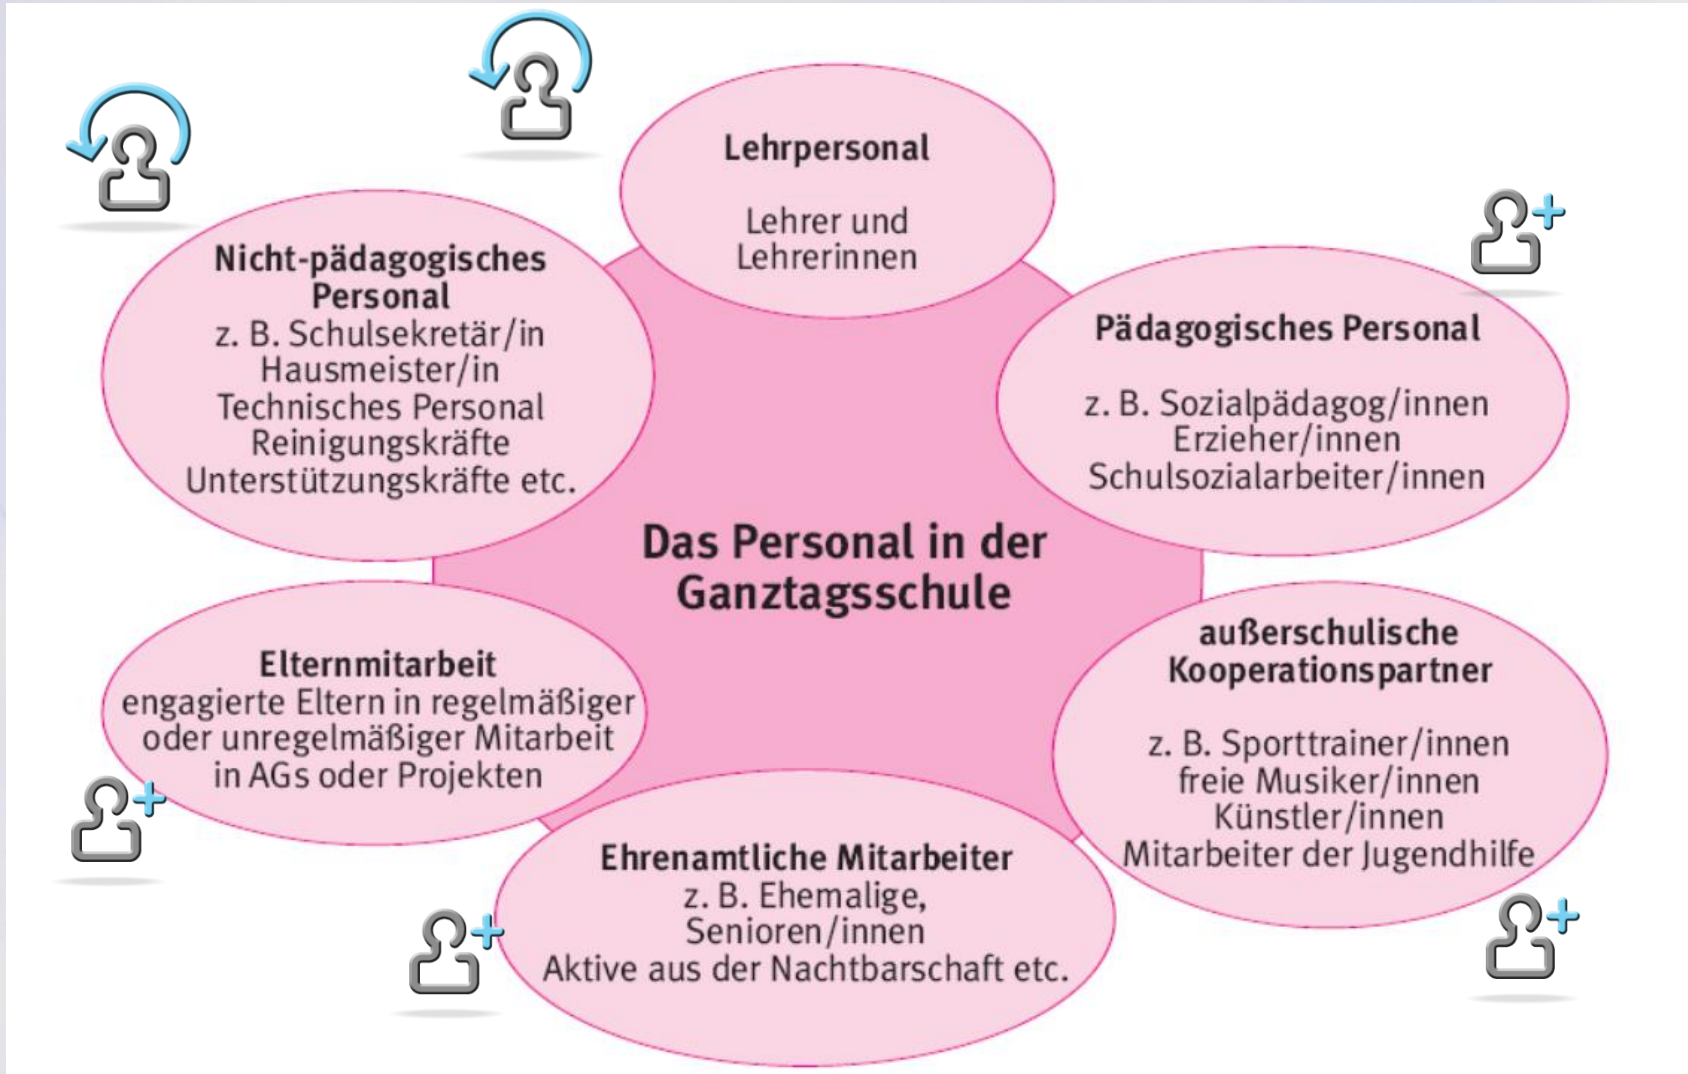 Lehrpersonal
Lehrer und
Lehrerinnen
Nicht-pädagogisches
Personal
z. B. Schulsekretär/in
Hausmeister/in
Technisches Personal
Reinigungskräfte
Unterstützungskräfte etc.
Pädagogisches Personal
z. B. Sozialpädagog/innen
Erzieher/innen
Schulsozialarbeiter/innen
Das Personal in der
Ganztagsschule
Elternmitarbeit
engagierte Eltern in regelmäßiger
oder unregelmäßiger Mitarbeit
in AGs oder Projekten
außerschulische
Kooperationspartner
z. B. Sporttrainer/innen
freie Musiker/innen
Künstler/innen
Mitarbeiter der Jugendhilfe
Ehrenamtliche Mitarbeiter
z. B. Ehemalige,
Senioren/innen
Aktive aus der Nachtbarschaft etc.